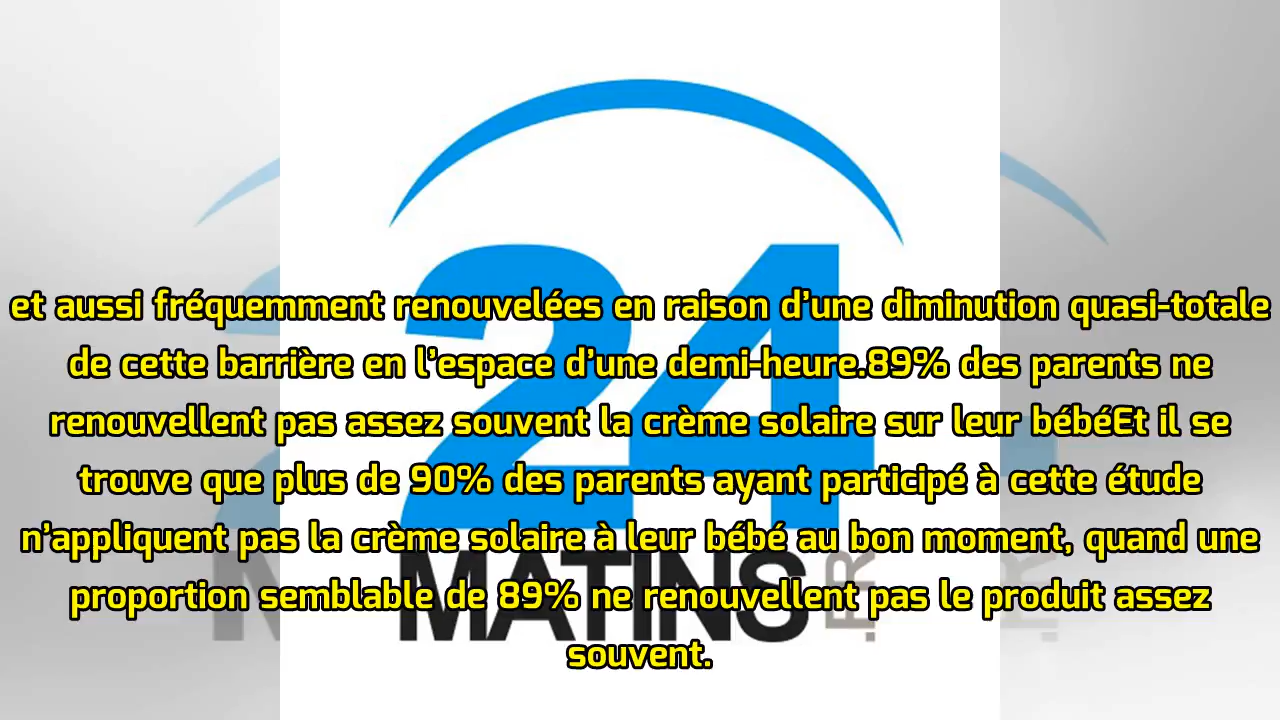 24
MATINS
.FR
et aussi fréquemment renouvelées en raison d’une diminution quasi-totale
de cette barrière en l’espace d’une demi-heure.89% des parents ne
renouvellent pas assez souvent la crème solaire sur leur bébéEt il se
trouve que plus de 90% des parents ayant participé à cette étude
n’appliquent pas la crème solaire à leur bébé au bon moment, quand une
proportion semblable de 89% ne renouvellent pas le produit assez
souvent.